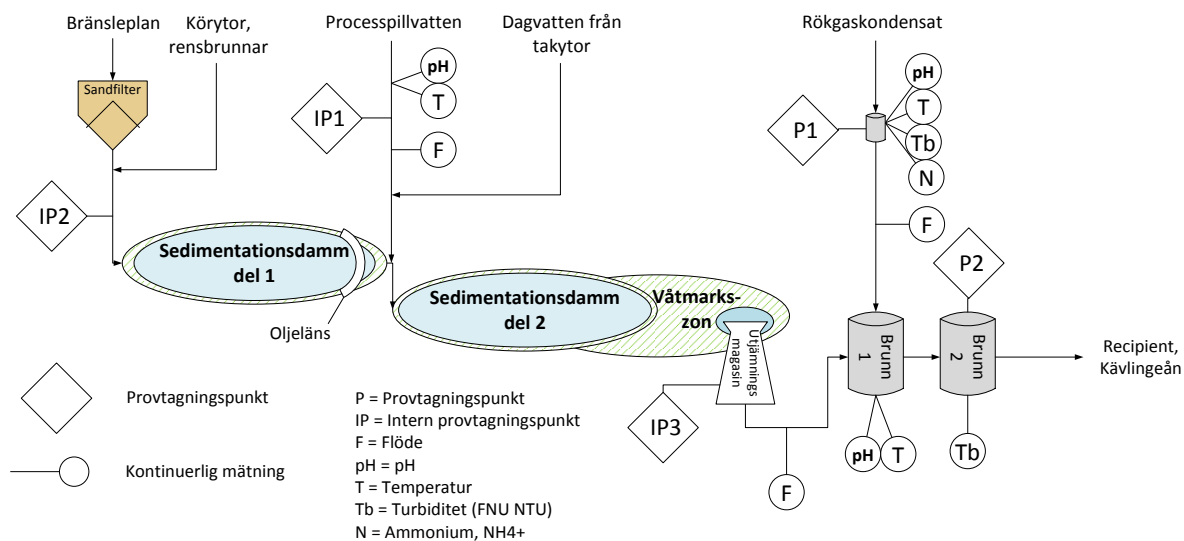 Bränsleplan
Körytor,
rensbrunnar
Processpillvatten
Dagvatten från
takytor
Rökgaskondensat
Sandfilter
pH
T
IP1
F
pH
T
Tb
N
P1
F
IP2
P2
Sedimentationsdamm
del 1
Oljeläns
Sedimentationsdamm
del 2
Våtmarks-
zon
Utjämnings
magasin
Brunn
1
Brunn
2
Recipient,
Kävlingeån
IP3
F
pH
T
Tb
Provtagningspunkt
Kontinuerlig mätning
P = Provtagningspunkt
IP = Intern provtagningspunkt
F = Flöde
pH = pH
T = Temperatur
Tb = Turbiditet (FNU NTU)
N = Ammonium, NH4+